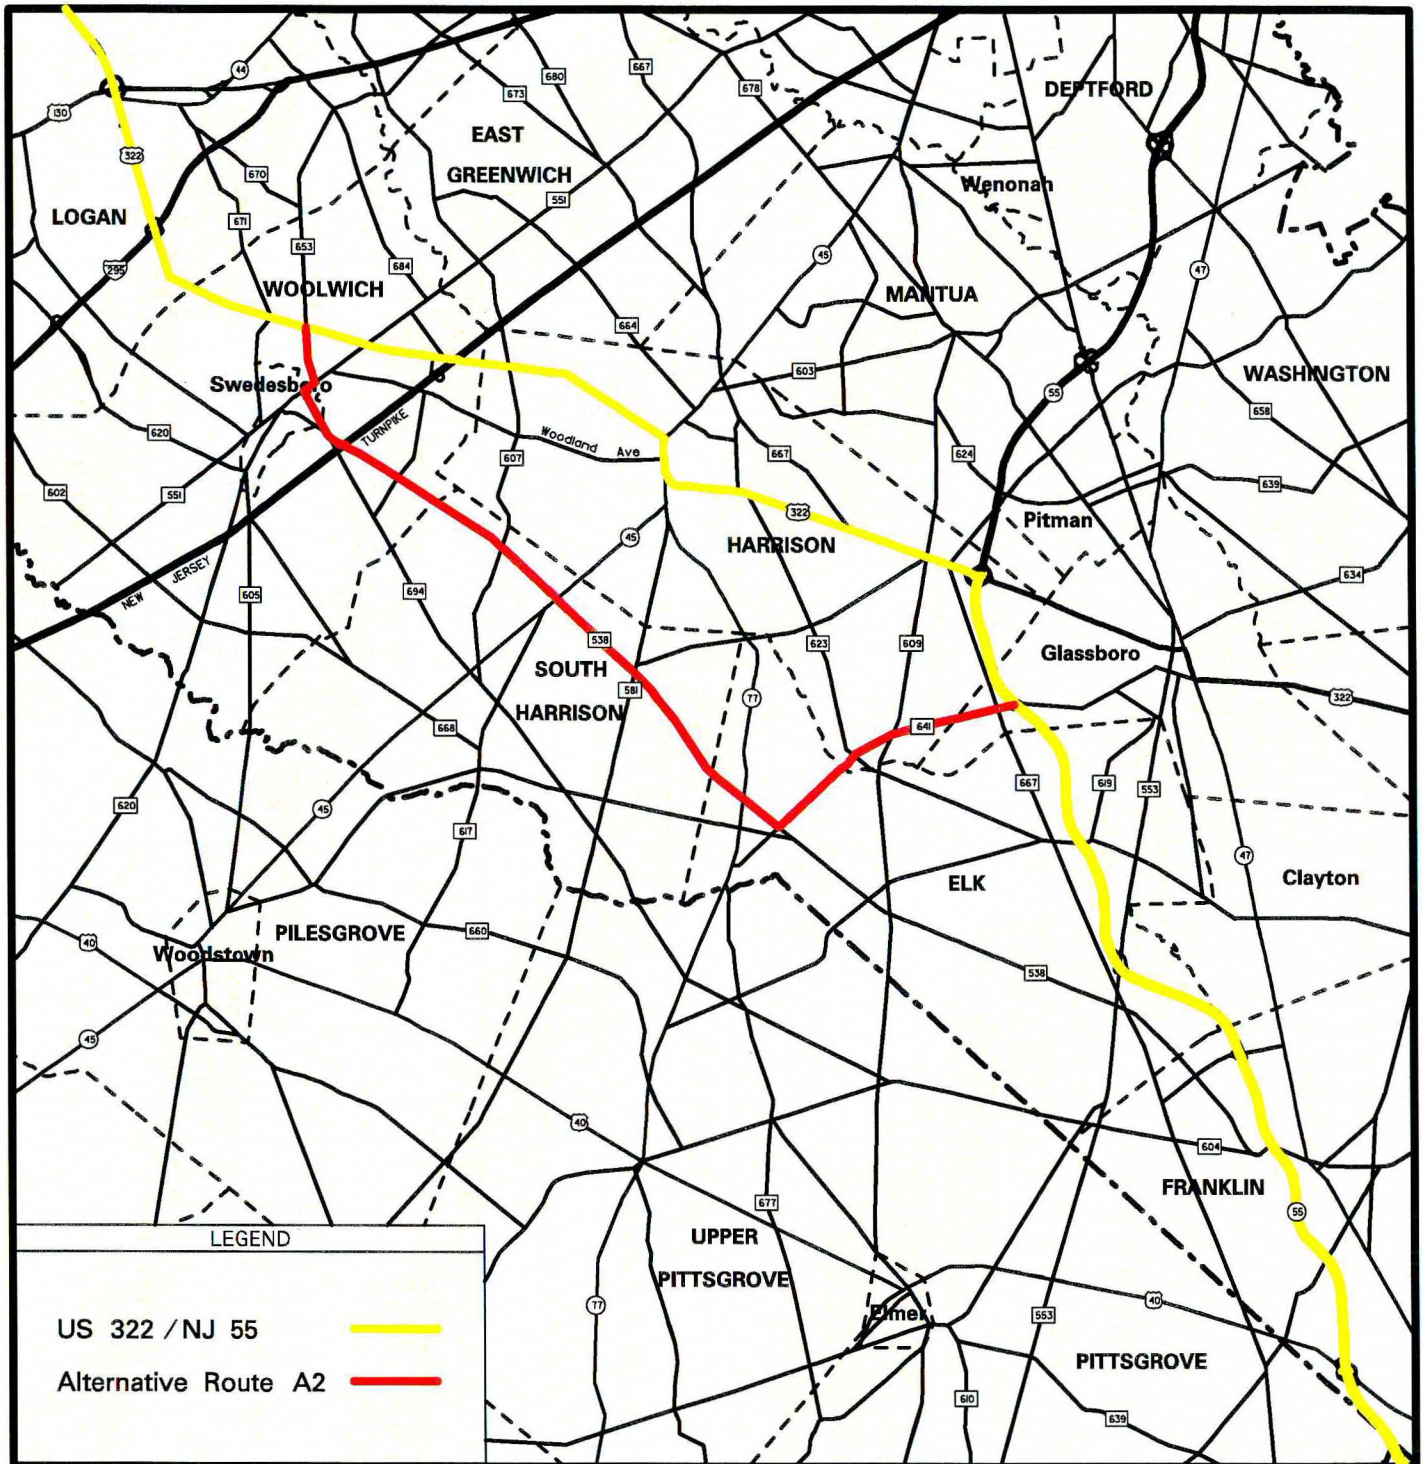 44
680
667
673
678
DEPTFORD
130
EAST
322
GREENWICH
670
Wenonah
551
LOGAN
671
653
45
684
295
47
WOOLWICH
MANTUA
664
603
WASHINGTON
Swedesboro
55
658
TURNPIKE
620
Woodland Ave
607
667
624
602
551
639
322
Pitman
45
HARRISON
JERSEY
NEW
634
605
694
538
623
609
Glassboro
SOUTH
581
77
322
HARRISON
668
641
667
619
553
620
45
617
47
ELK
Clayton
PILESGROVE
660
40
Woodstown
538
45
40
604
FRANKLIN
677
55
UPPER
PITTSGROVE
77
40
Elmer
553
PITTSGROVE
610
639
LEGEND
US 322 / NJ 55
Alternative Route A2